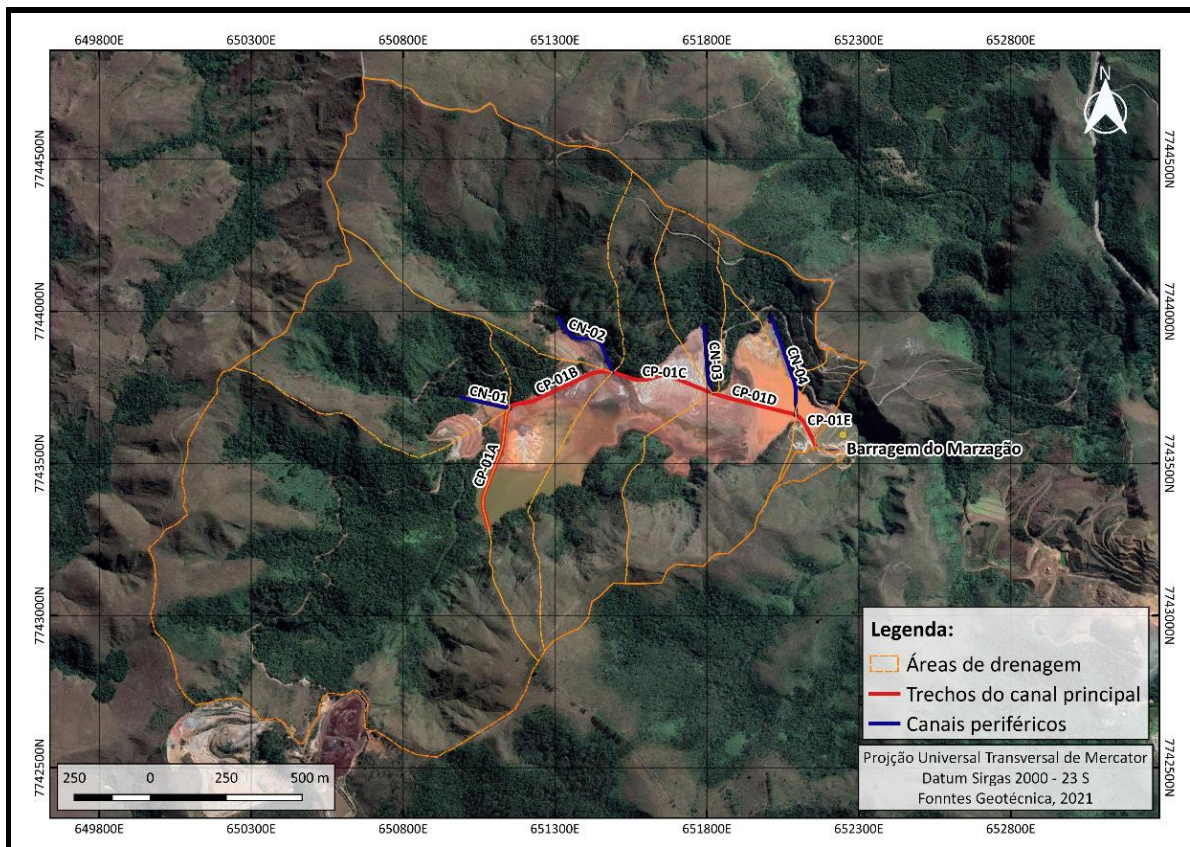 649800E 650300E 650800E 651300E 651800E 652300E 652800E
N
7744500N 7744500N
7744000N 7744000N
CN-02
CN-03
CN-04
CP-01C
CP-01B
CN-01
CP-01D
CP-01E
CP-01A
Barragem do Marzagão
7743500N 7743500N
7743000N 7743000N
Legenda:
Áreas de drenagem
Trechos do canal principal
Canais periféricos
Projção Universal Transversal de Mercator
Datum Sirgas 2000 - 23 S
Fonntes Geotécnica, 2021
7742500N 7742500N
250 0 250 500 m
649800E 650300E 650800E 651300E 651800E 652300E 652800E